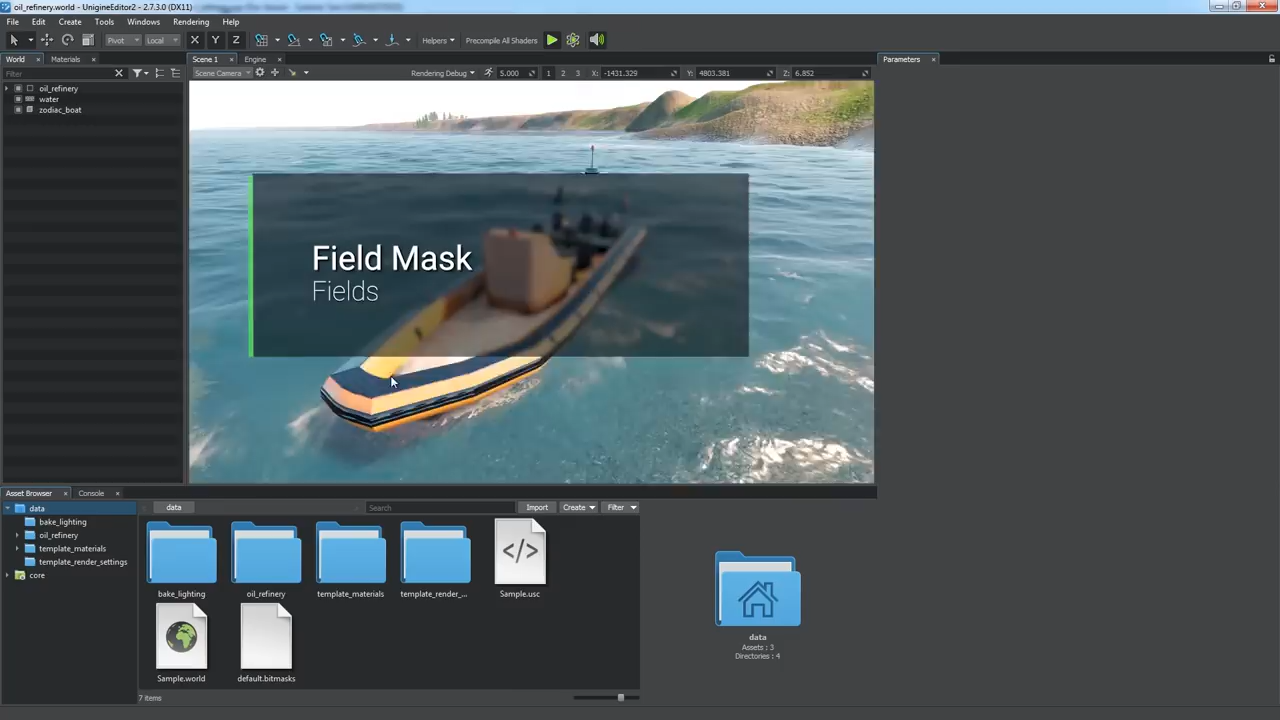 oil_refinery.world - UnigineEditor2 - 2.7.3.0 (DX11)
File Edit Create Tools Windows Rendering Help
Pivot Local X Y Z Helpers Precompile All Shaders
World Materials Scene 1 Engine Parameters
Filter Scene Camera Rendering Debug 5.000 1 2 3 X: -1431.329 Y: 4803.381 Z: 6.852
oil_refinery
water
zodiac_boat
Field Mask
Fields
Asset Browser Console
data
bake_lighting
oil_refinery
template_materials
template_render_settings
core
data Search Import Create Filter
bake_lighting oil_refinery template_materials template_render_... Sample.usc
Sample.world default.bitmasks
7 items
data
Assets : 3
Directories : 4